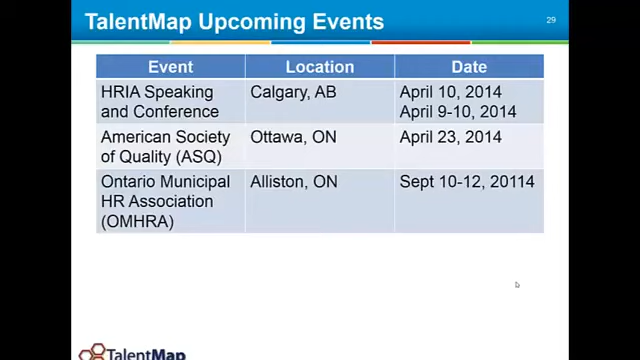 TalentMap Upcoming Events
29
Event Location Date
HRIA Speaking and Conference Calgary, AB April 10, 2014 April 9-10, 2014
American Society of Quality (ASQ) Ottawa, ON April 23, 2014
Ontario Municipal HR Association (OMHRA) Alliston, ON Sept 10-12, 20114
TalentMap